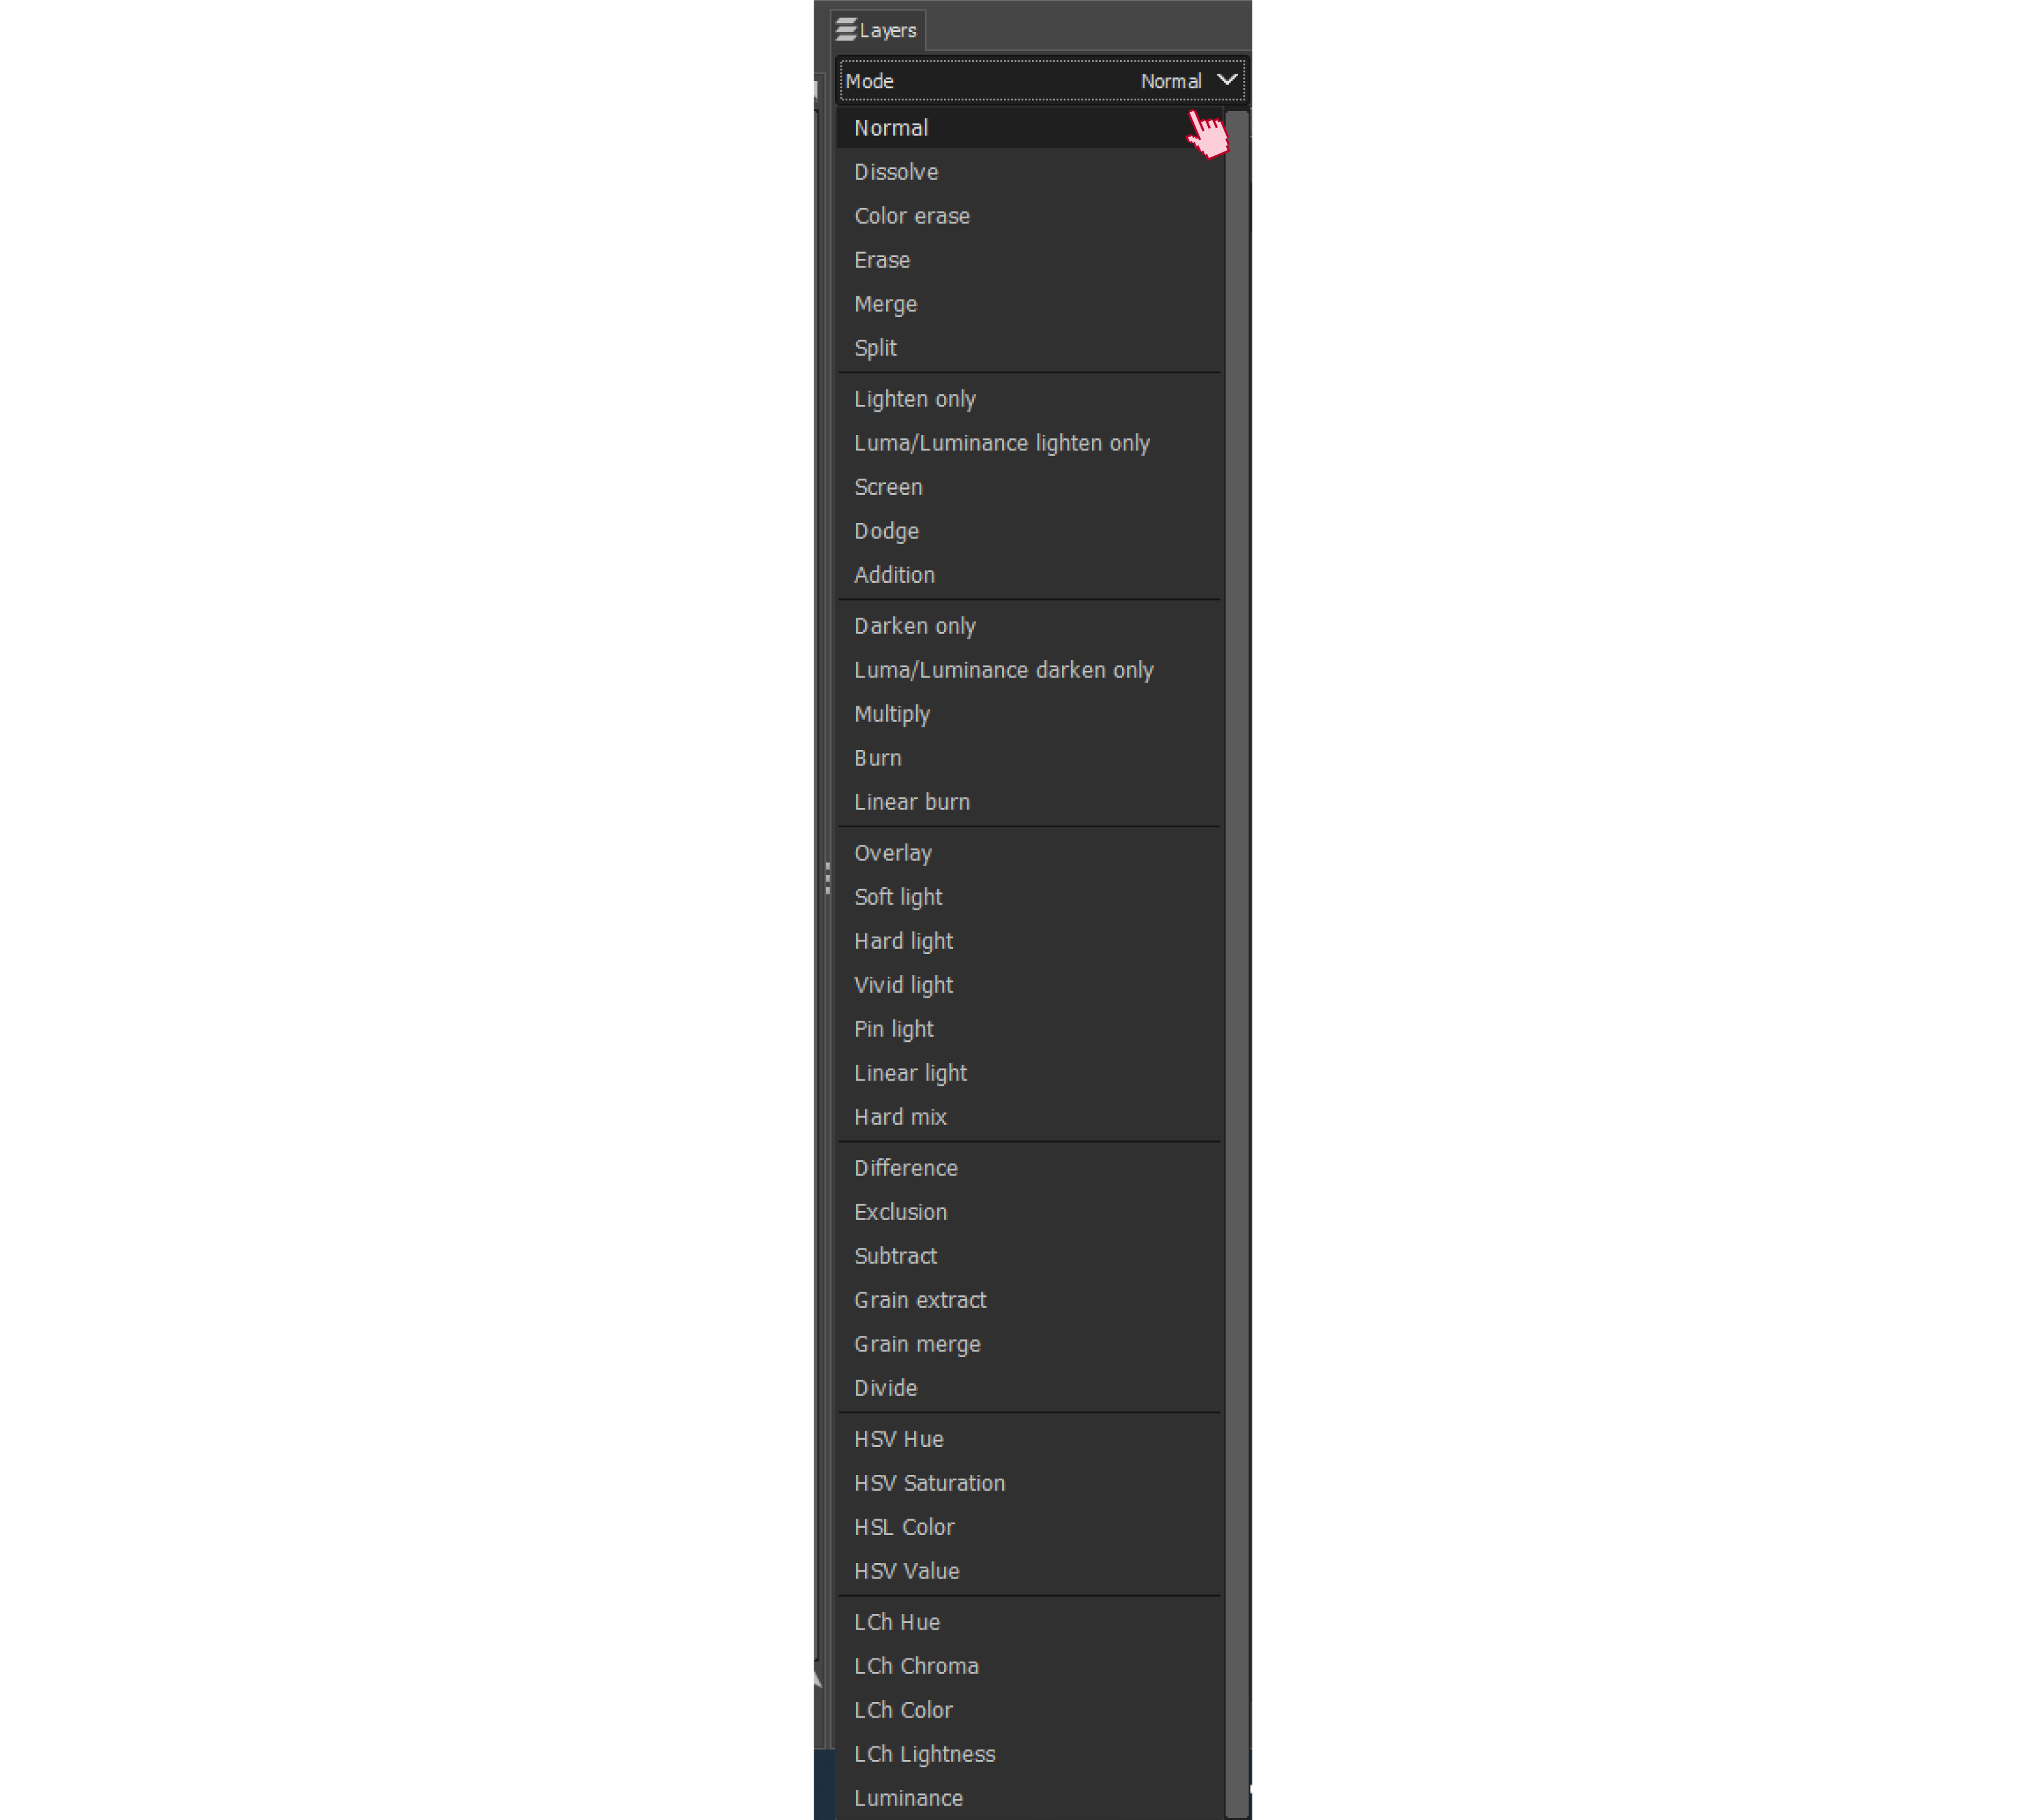 Layers
Mode Normal
Normal
Dissolve
Color erase
Erase
Merge
Split
Lighten only
Luma/Luminance lighten only
Screen
Dodge
Addition
Darken only
Luma/Luminance darken only
Multiply
Burn
Linear burn
Overlay
Soft light
Hard light
Vivid light
Pin light
Linear light
Hard mix
Difference
Exclusion
Subtract
Grain extract
Grain merge
Divide
HSV Hue
HSV Saturation
HSL Color
HSV Value
LCh Hue
LCh Chroma
LCh Color
LCh Lightness
Luminance